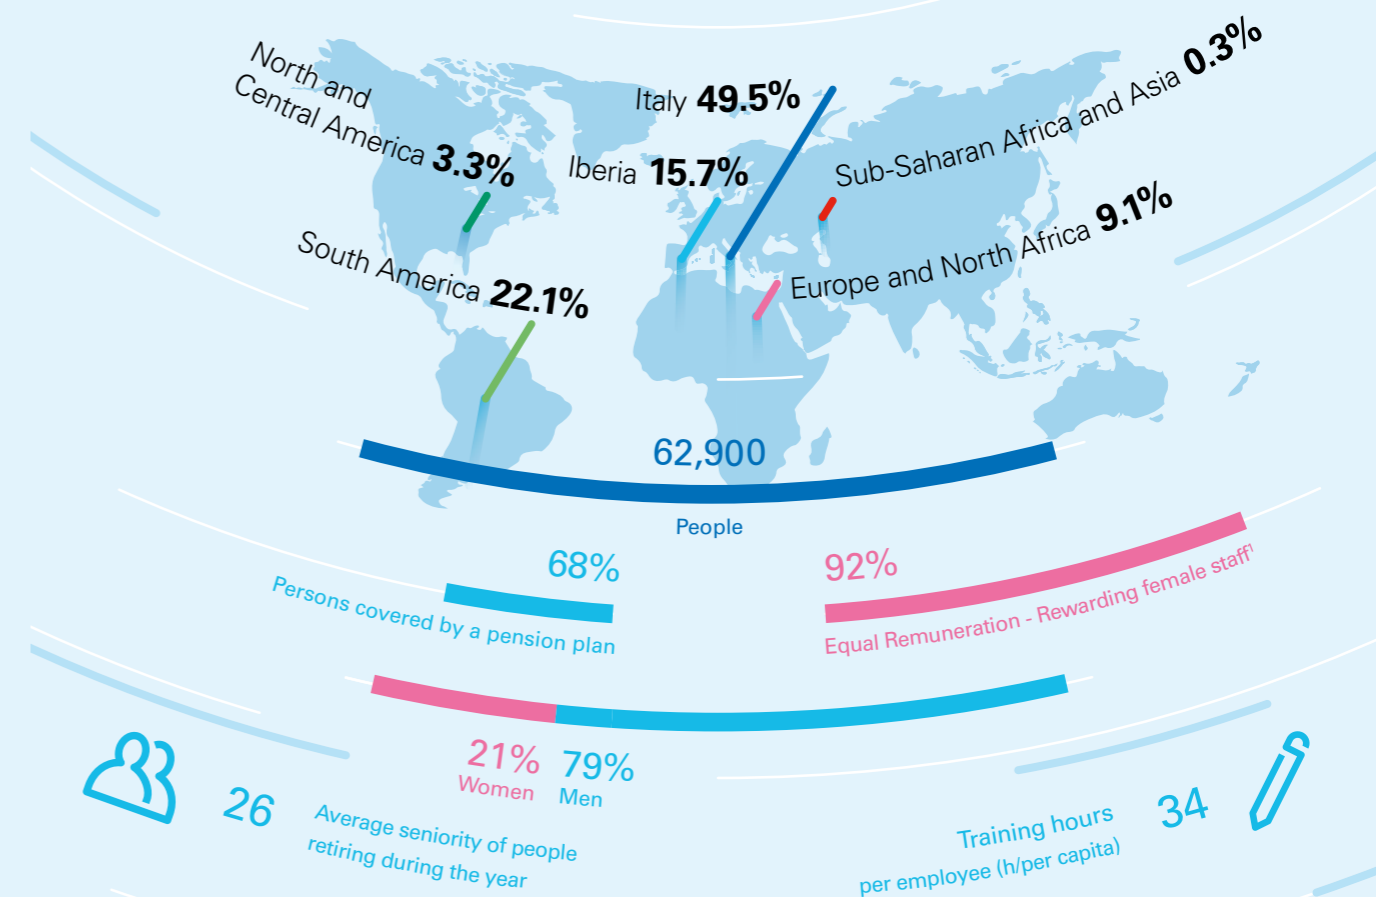 North and
Central America 3.3%
Italy 49.5%
Sub-Saharan Africa and Asia 0.3%
Iberia 15.7%
South America 22.1%
Europe and North Africa 9.1%
62,900
People
68%
Persons covered by a pension plan
92%
Equal Remuneration - Rewarding female staff¹
21%
Women
79%
Men
26
Average seniority of people
retiring during the year
Training hours
per employee (h/per capita)
34